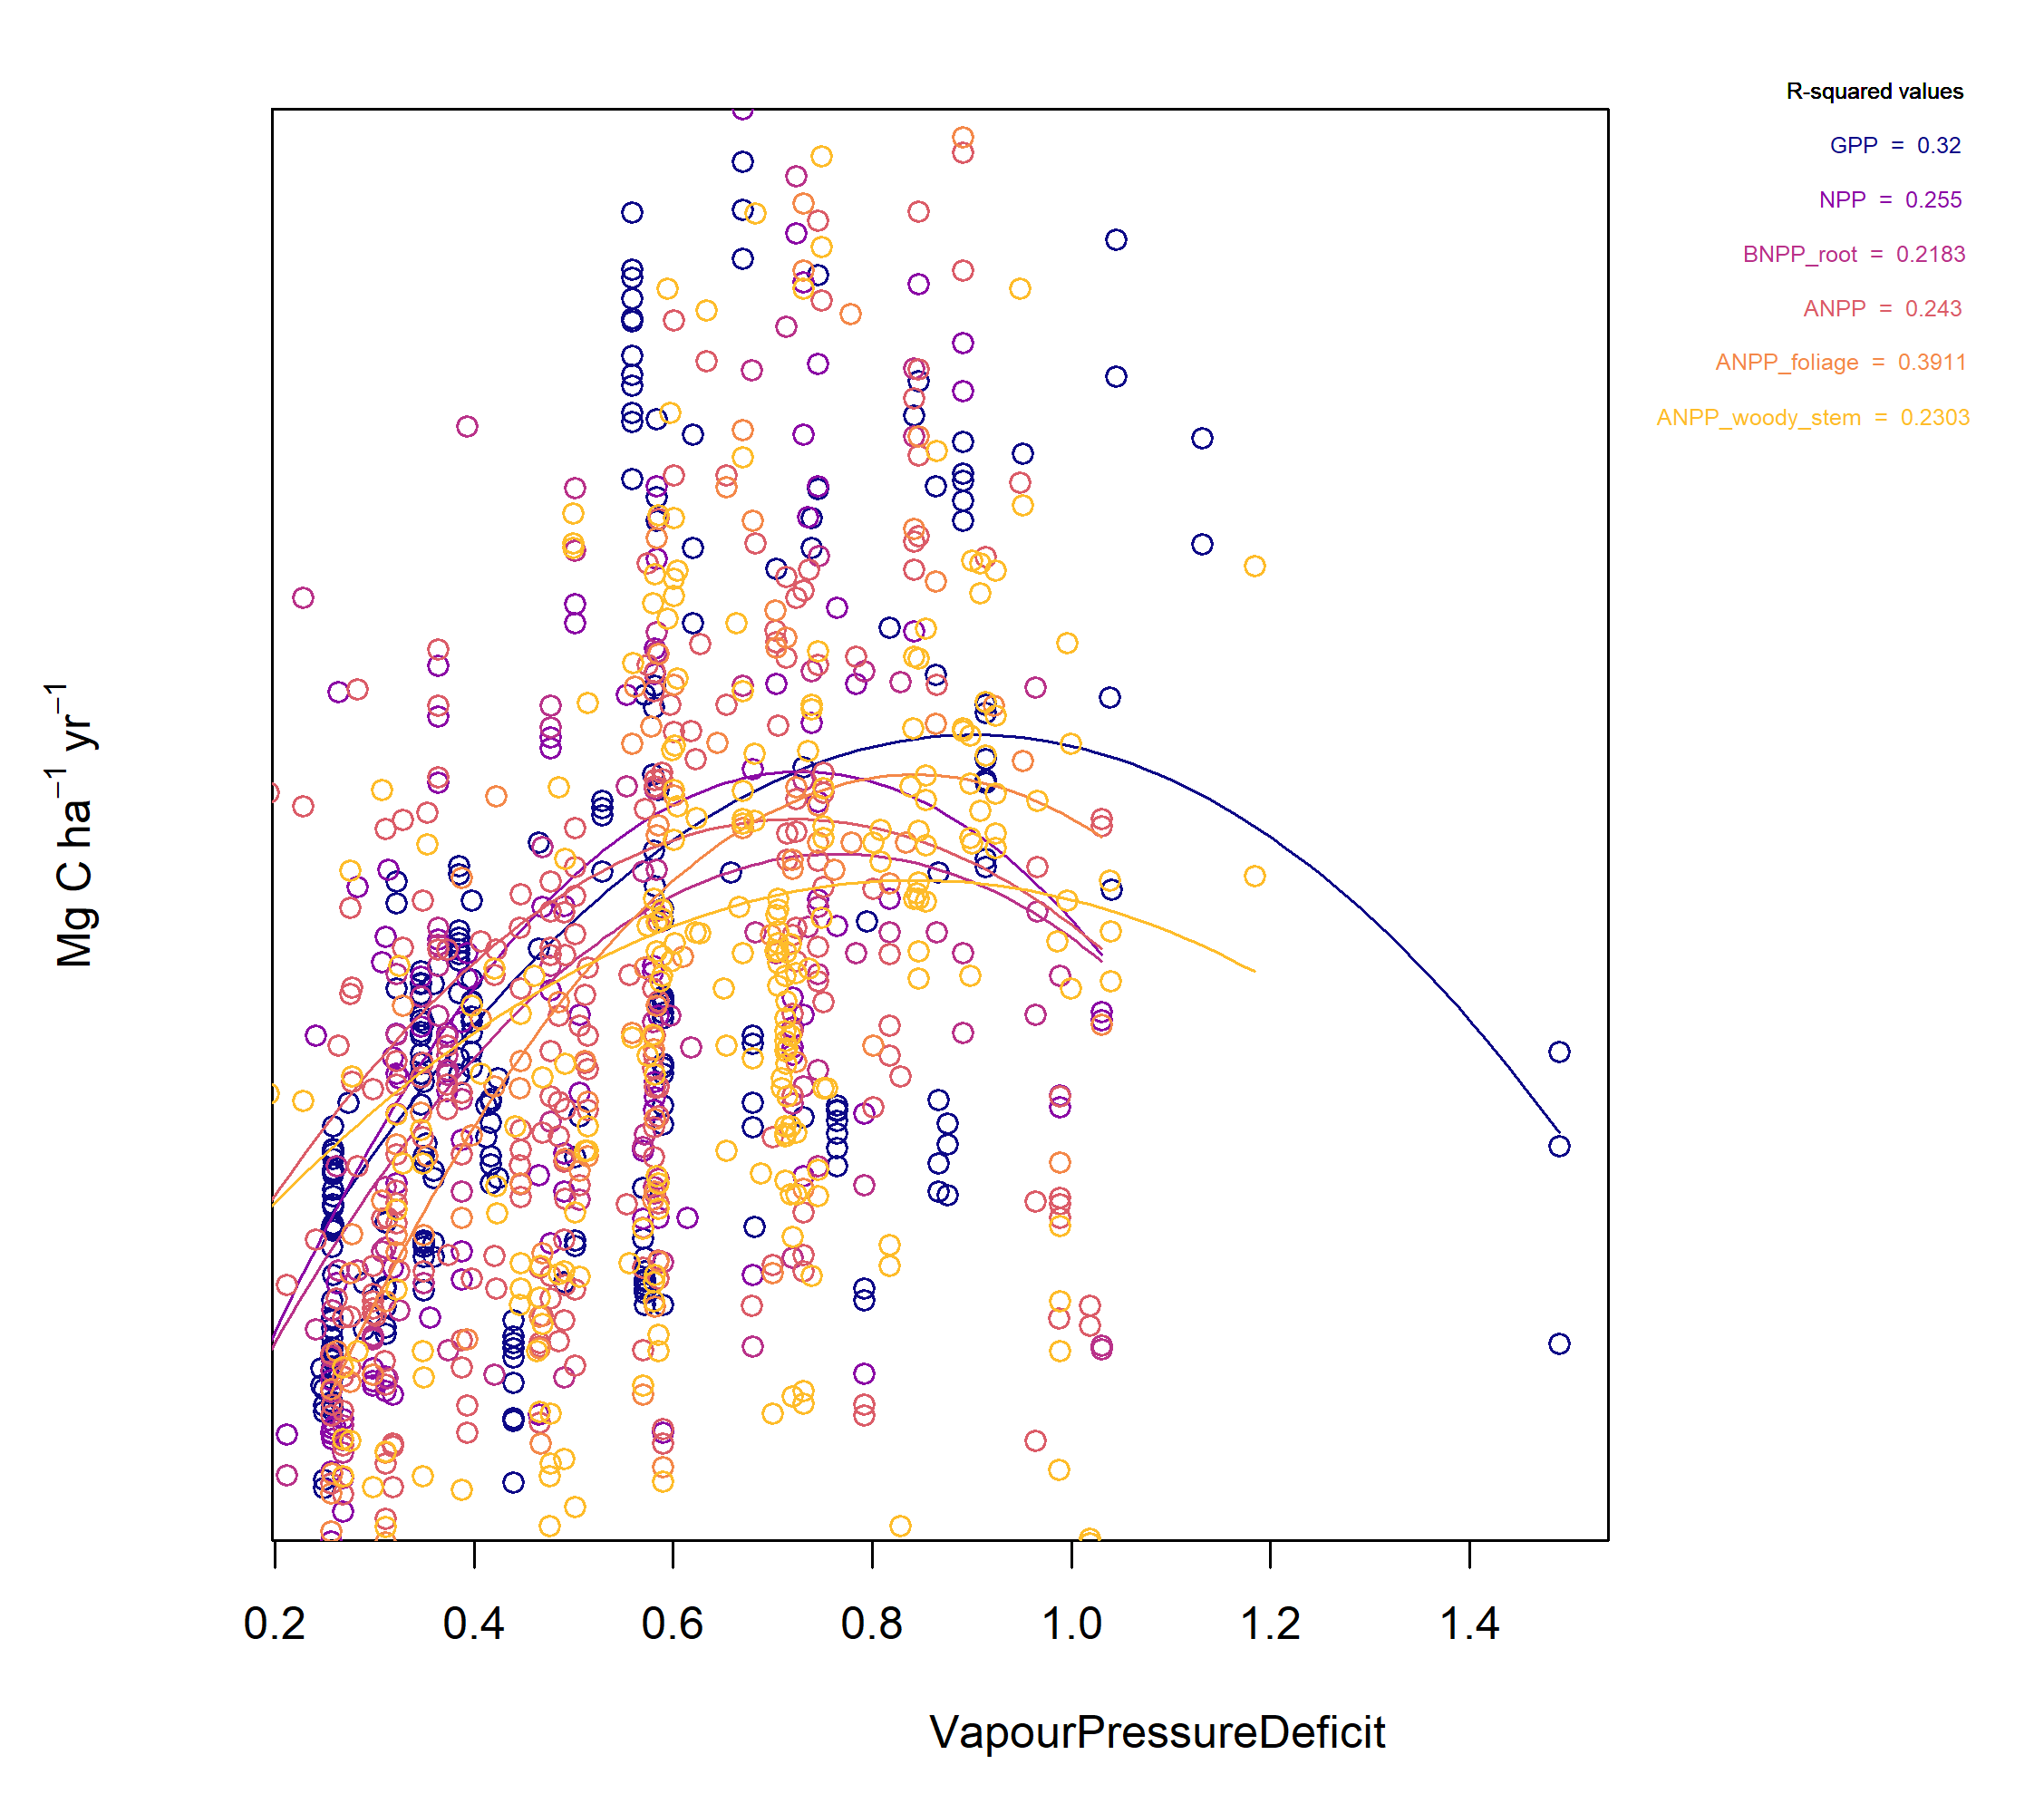 R-squared values
GPP = 0.32
NPP = 0.255
BNPP_root = 0.2183
ANPP = 0.243
ANPP_foliage = 0.3911
ANPP_woody_stem = 0.2303
Mg C ha⁻¹ yr⁻¹
0.2 0.4 0.6 0.8 1.0 1.2 1.4
VapourPressureDeficit